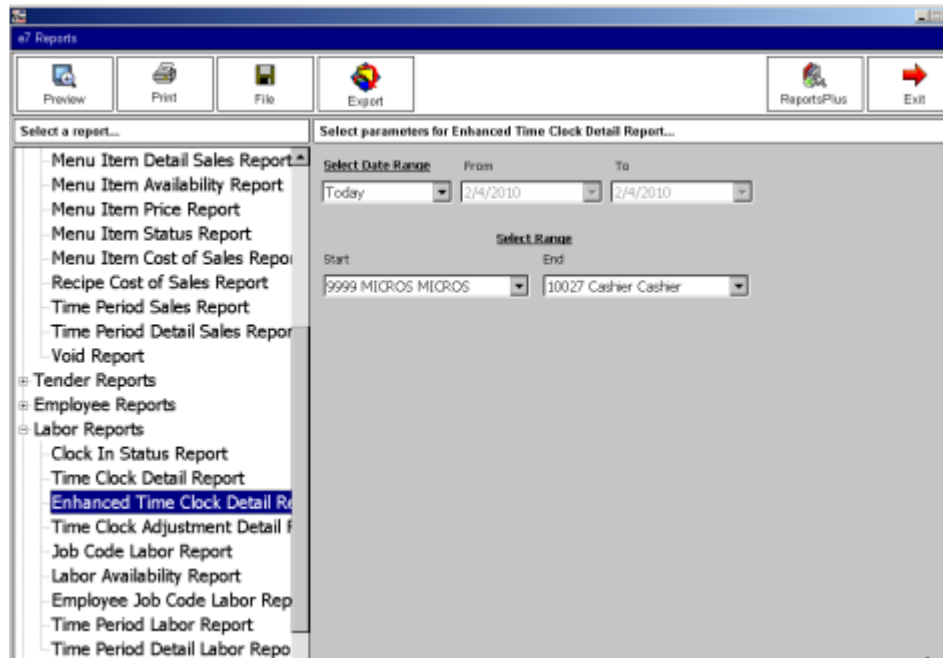 e7 Reports
Preview Print File Export ReportsPlus Exit
Select a report... Select parameters for Enhanced Time Clock Detail Report...
Menu Item Detail Sales Report
Menu Item Availability Report
Menu Item Price Report
Menu Item Status Report
Menu Item Cost of Sales Repo
Recipe Cost of Sales Report
Time Period Sales Report
Time Period Detail Sales Repor
Void Report
Tender Reports
Employee Reports
Labor Reports
Clock In Status Report
Time Clock Detail Report
Enhanced Time Clock Detail Re
Time Clock Adjustment Detail
Job Code Labor Report
Labor Availability Report
Employee Job Code Labor Rep
Time Period Labor Report
Time Period Detail Labor Repo
Select Date Range From To
Today 2/4/2010 2/4/2010
Select Range
Start End
9999 MICROS MICROS 10027 Cashier Cashier